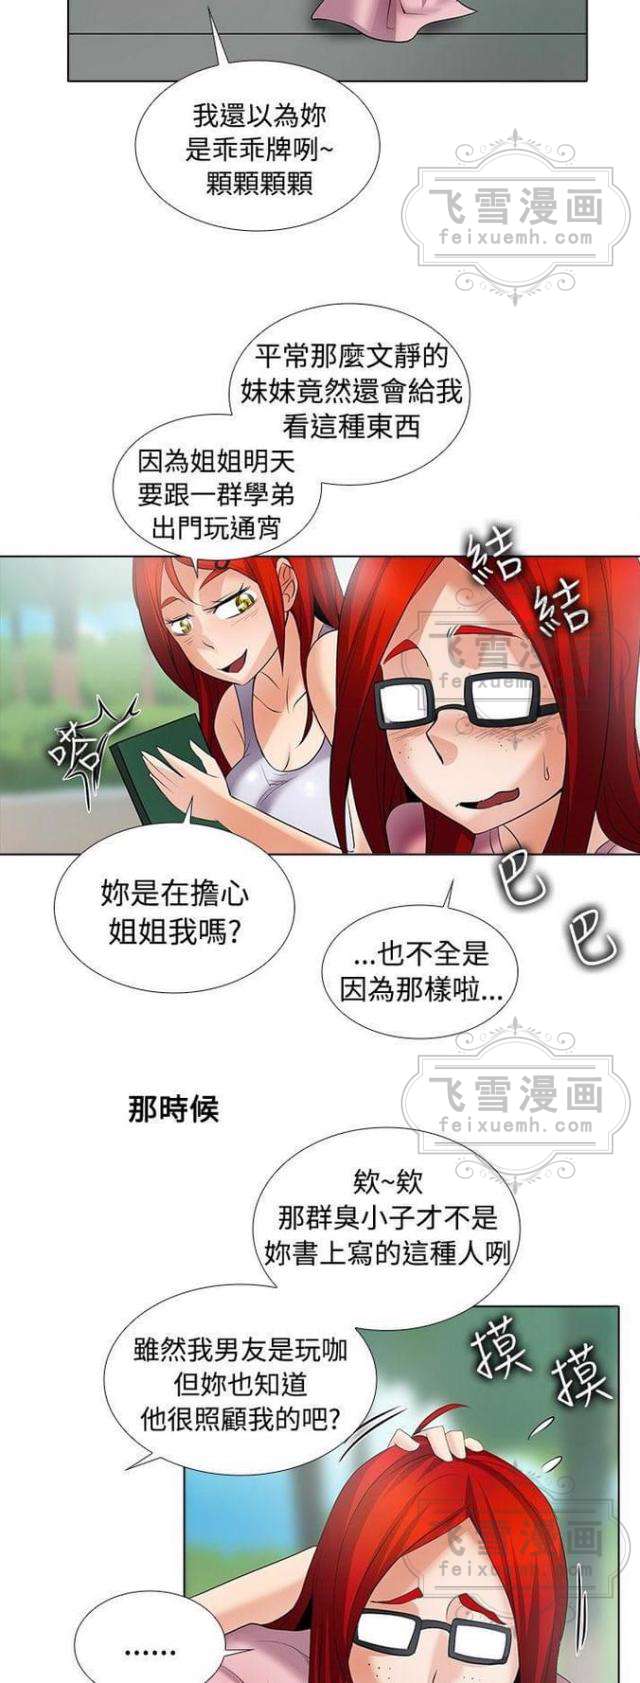 我還以為妳
是乖乖牌咧~
顆顆顆顆
飞雪漫画
feixuemh.com
平常那麼文靜的
妹妹竟然還會給我
看這種東西
因為姐姐明天
要跟一群學弟
出門玩通宵
結
結
飞雪漫画
feixuemh.com
嗒
妳是在擔心
姐姐我嗎?
巴
巴
...也不全是
因為那樣啦...
飞雪漫画
feixuemh.com
那時候
欸~欸
那群臭小子才不是
妳書上寫的這種人咧
雖然我男友是玩咖
但妳也知道
他很照顧我的吧?
摸
摸
飞雪漫画
feixuemh.com
......